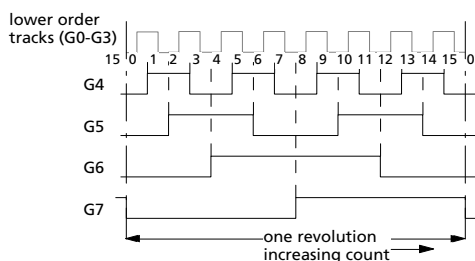 lower order
tracks (G0-G3)
15 0 1 2 3 4 5 6 7 8 9 10 11 12 13 14 15 0
G4
G5
G6
G7
one revolution
increasing count